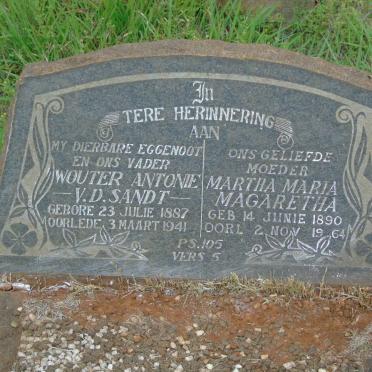 In
TERE HERINNERING
AAN
MY DIERBARE EGGENOOT
EN ONS VADER
WOUTER ANTONIE
V.D. SANDT
GEBORE 23 JULIE 1887
OORLEDE 3 MAART 1941
ONS GELIEFDE
MOEDER
MARTHA MARIA
MAGARETHA
GEB 14 JUNIE 1890
OORL 2 NOV 1964
PS.105
VERS 5